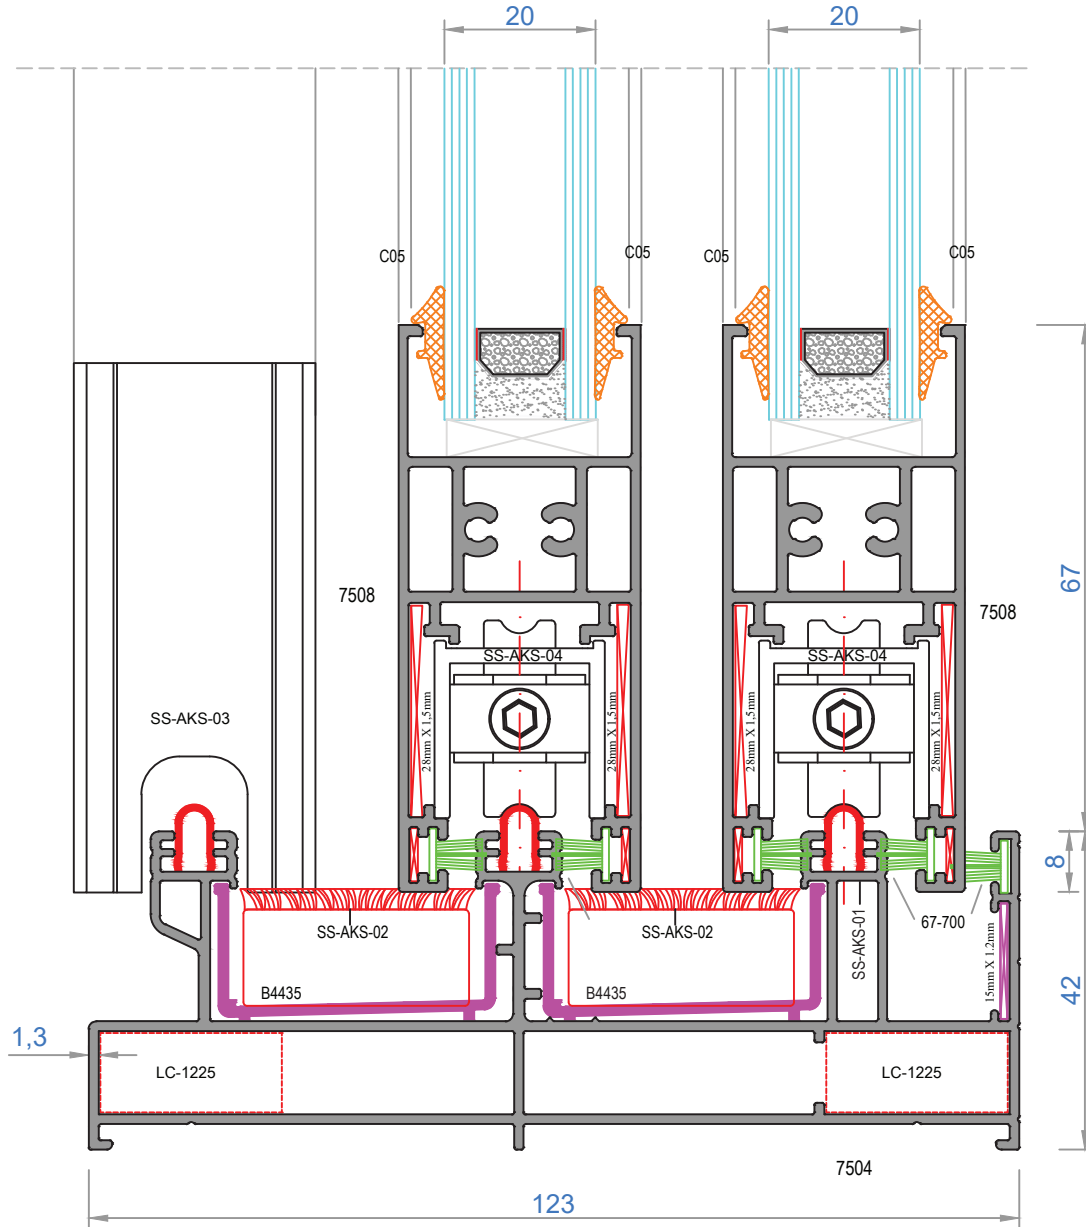 20
20
C05
C05
C05
C05
67
7508
7508
SS-AKS-04
SS-AKS-04
SS-AKS-03
28mm X 1,5mm
28mm X 1,5mm
28mm X 1,5mm
28mm X 1,5mm
8
SS-AKS-02
SS-AKS-02
SS-AKS-01
67-700
15mm X 1.2mm
42
B4435
B4435
1,3
LC-1225
LC-1225
7504
123